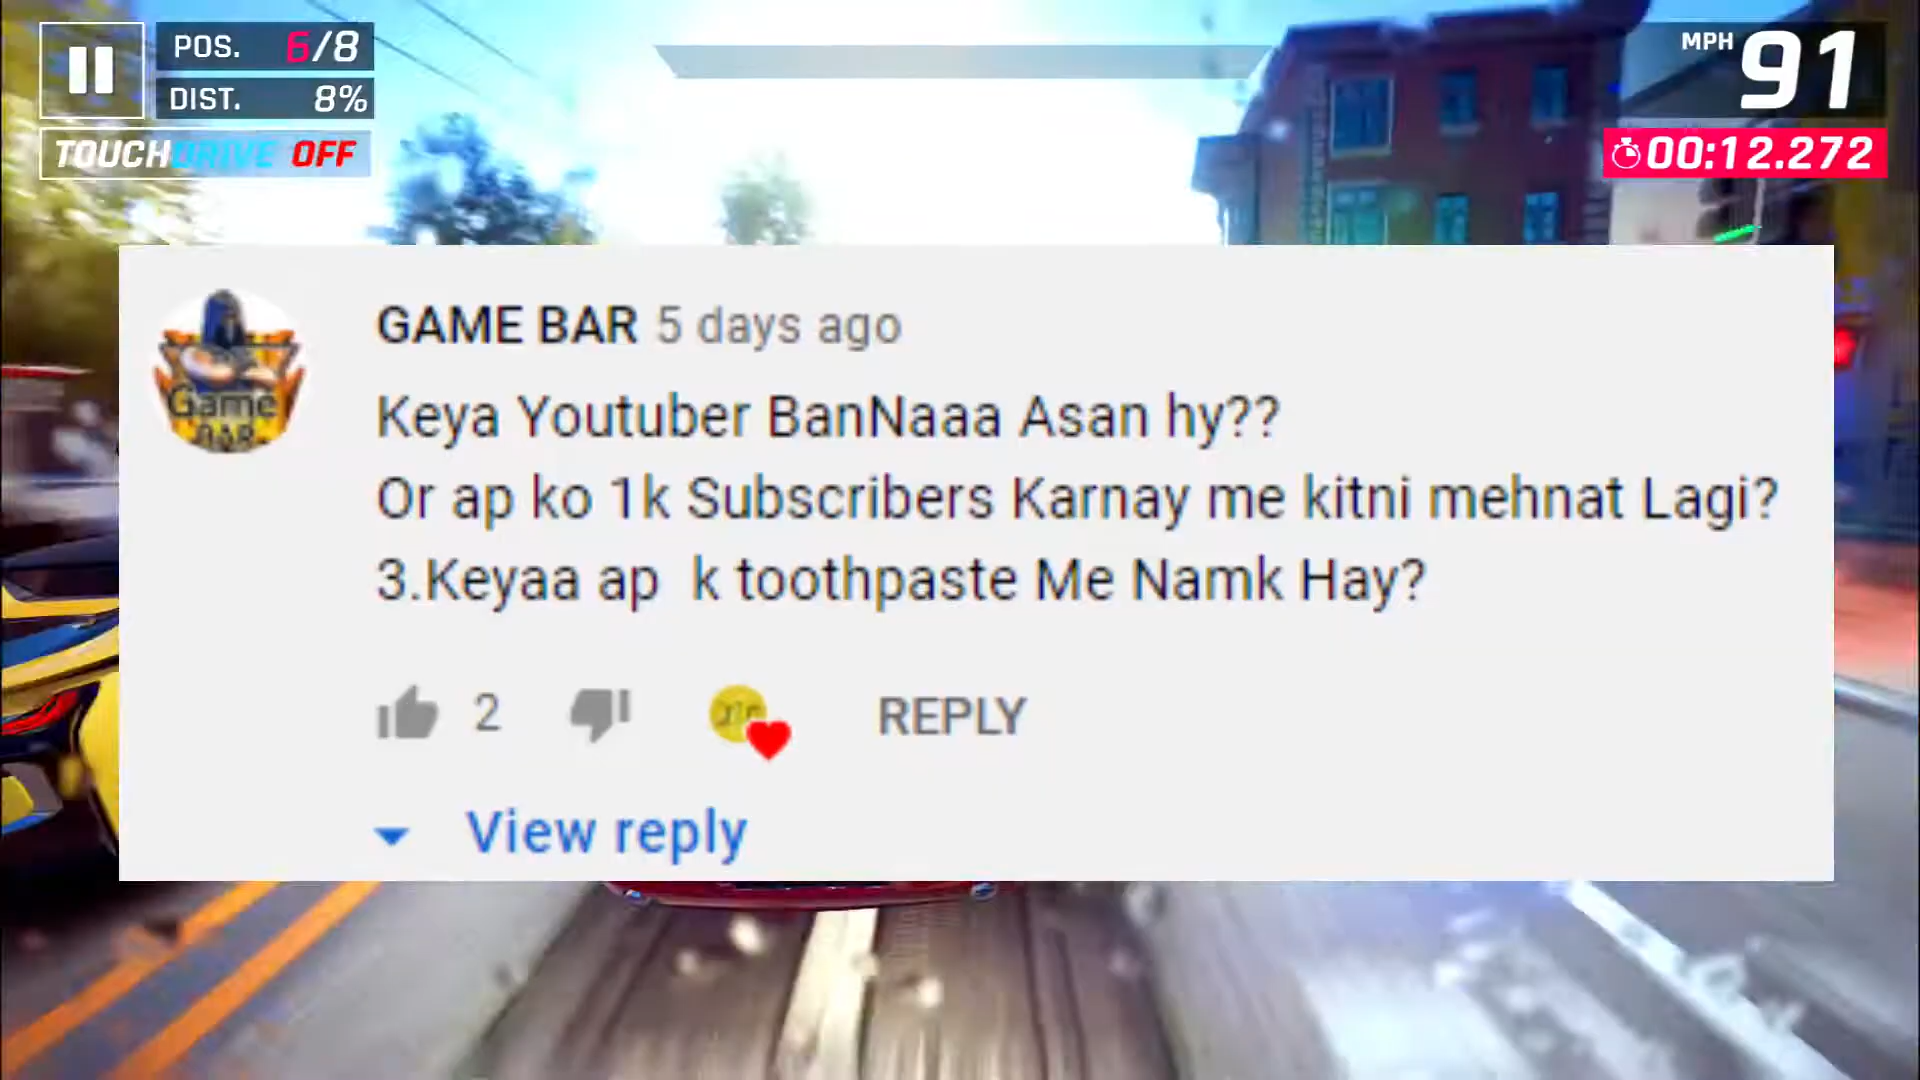 POS. 6/8
DIST. 8%
TOUCHDRIVE OFF
MPH 91
00:12.272
GAME BAR 5 days ago
Keya Youtuber BanNaaa Asan hy??
Or ap ko 1k Subscribers Karnay me kitni mehnat Lagi?
3.Keyaa ap k toothpaste Me Namk Hay?
Game
BAR
2
REPLY
View reply